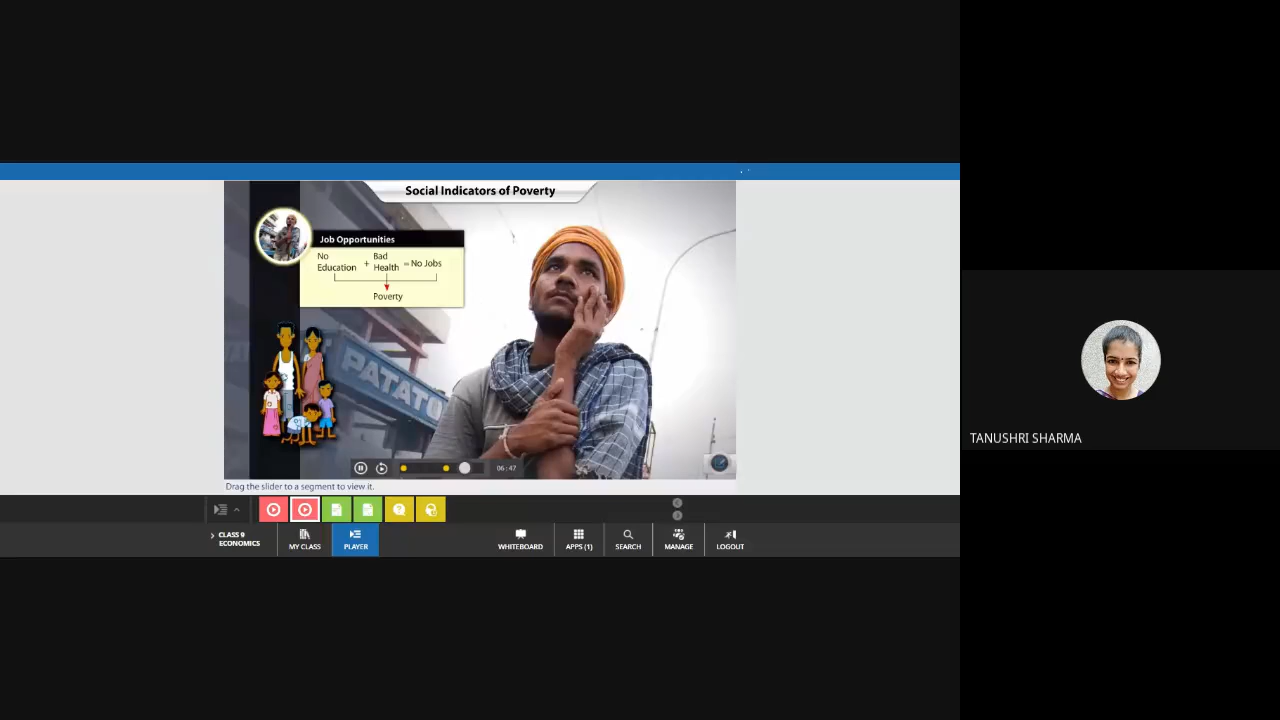 Social Indicators of Poverty
Job Opportunities
No Education + Bad Health = No Jobs
Poverty
PATATO
06:47
Drag the slider to a segment to view it.
CLASS 9 ECONOMICS
MY CLASS
PLAYER
WHITEBOARD
APPS (1)
SEARCH
MANAGE
LOGOUT
TANUSHRI SHARMA